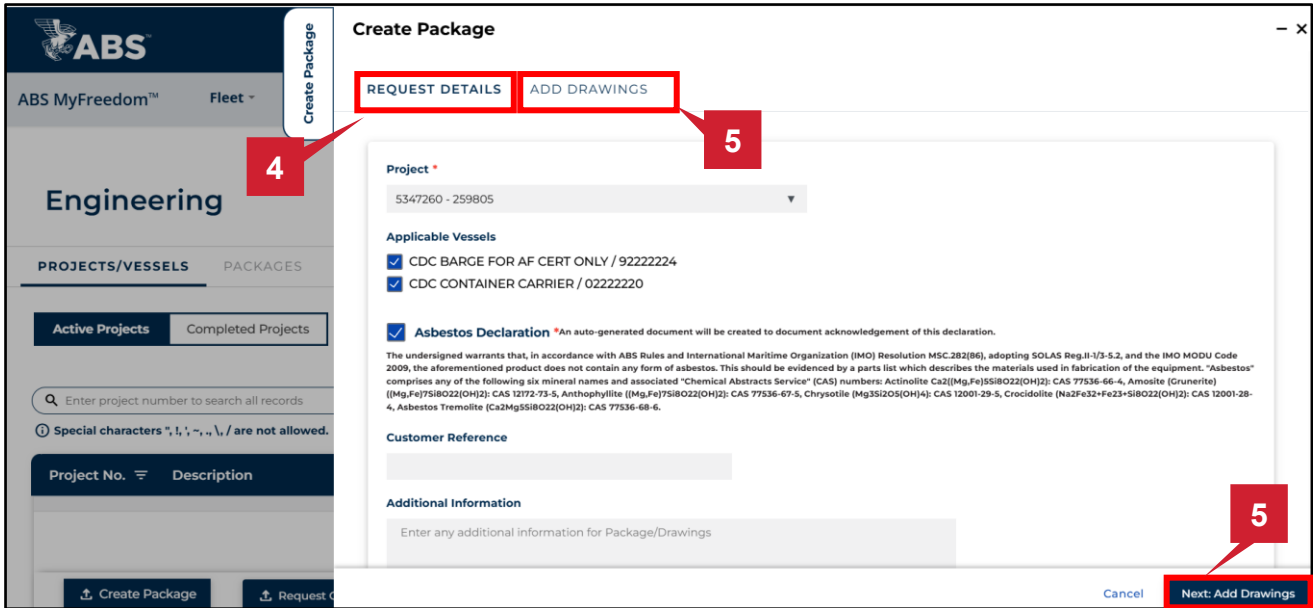 ABS
ABS MyFreedom™
Fleet
Create Package
Engineering
PROJECTS/VESSELS
PACKAGES
Active Projects
Completed Projects
Enter project number to search all records
Special characters ", !, ', ~, ., \, / are not allowed.
Project No.
Description
Create Package
Request
Create Package
REQUEST DETAILS
ADD DRAWINGS
4
5
Project *
5347260 - 259805
Applicable Vessels
CDC BARGE FOR AF CERT ONLY / 92222224
CDC CONTAINER CARRIER / 02222220
Asbestos Declaration *An auto-generated document will be created to document acknowledgement of this declaration.
The undersigned warrants that, in accordance with ABS Rules and International Maritime Organization (IMO) Resolution MSC.282(86), adopting SOLAS Reg.II-1/3-5.2, and the IMO MODU Code
2009, the aforementioned product does not contain any form of asbestos. This should be evidenced by a parts list which describes the materials used in fabrication of the equipment. "Asbestos"
comprises any of the following six mineral names and associated "Chemical Abstracts Service" (CAS) numbers: Actinolite Ca2((Mg,Fe)5Si8O22(OH)2): CAS 77536-66-4, Amosite (Grunerite)
((Mg,Fe)7Si8O22(OH)2): CAS 12172-73-5, Anthophyllite ((Mg,Fe)7Si8O22(OH)2): CAS 77536-67-5, Chrysotile (Mg3Si2O5(OH)4): CAS 12001-29-5, Crocidolite (Na2Fe32+Fe23+Si8O22(OH)2): CAS 12001-28-
4, Asbestos Tremolite (Ca2Mg5Si8O22(OH)2): CAS 77536-68-6.
Customer Reference
Additional Information
Enter any additional information for Package/Drawings
5
Cancel
Next: Add Drawings